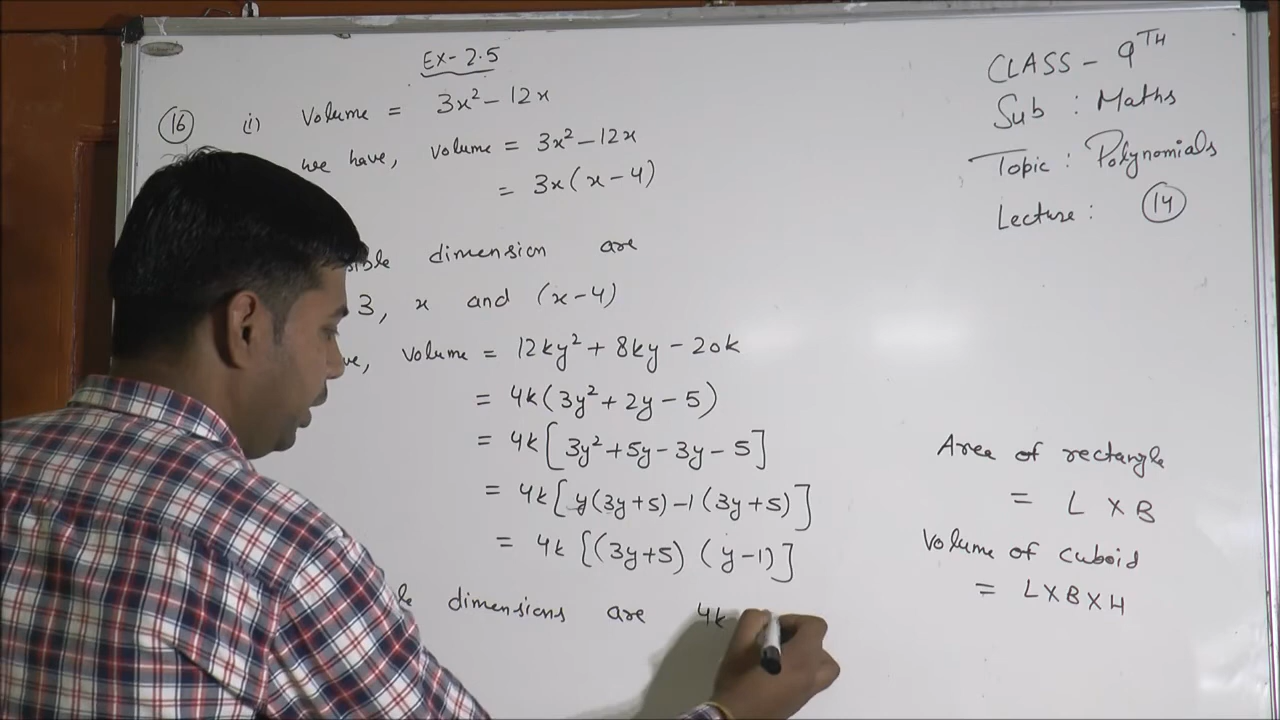 Ex- 2.5
(16) (i) Volume = 3x² - 12x
we have, volume = 3x² - 12x
= 3x(x-4)
dimension are
3, x and (x-4)
volume = 12ky² + 8ky - 20k
= 4k(3y² + 2y - 5)
= 4k[3y² + 5y - 3y - 5]
= 4k[y(3y+5) - 1(3y+5)]
= 4k[(3y+5) (y-1)]
dimensions are 4k
CLASS - 9TH
Sub : Maths
Topic : Polynomials
Lecture : (14)
Area of rectangle
= L × B
Volume of cuboid
= L×B×H